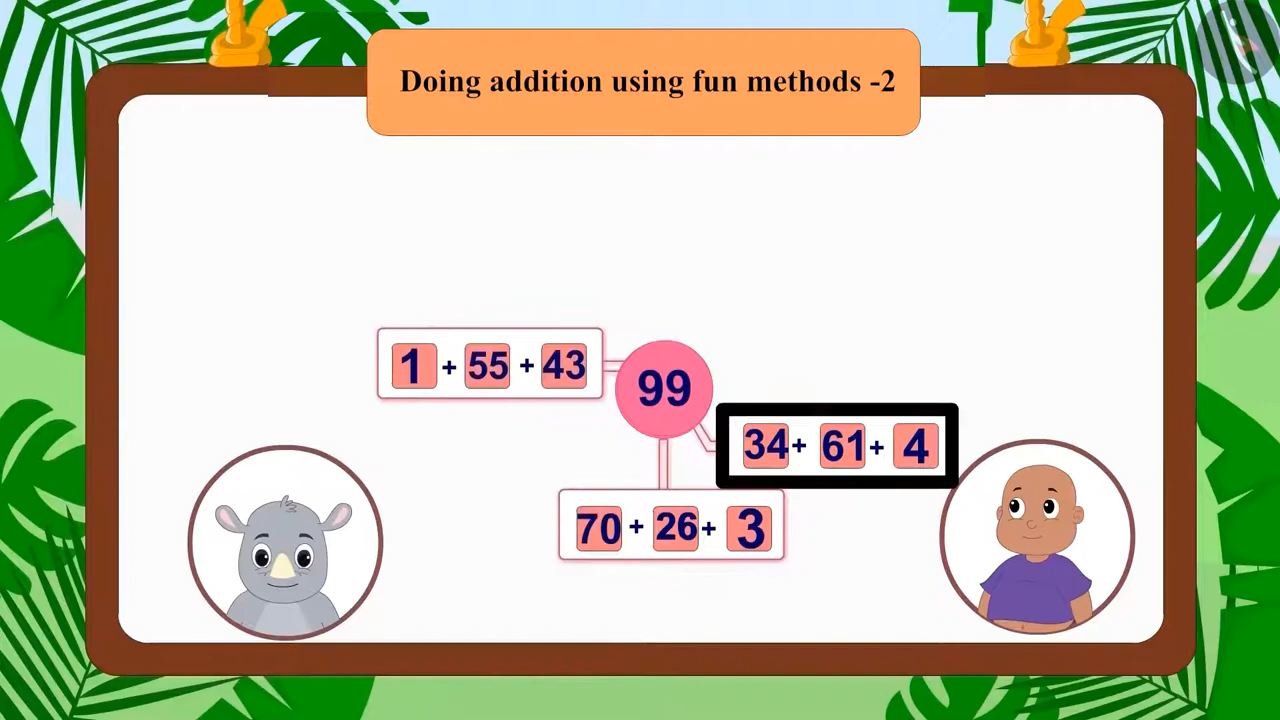 Doing addition using fun methods -2
1 + 55 + 43
99
34+ 61+ 4
70 + 26+ 3